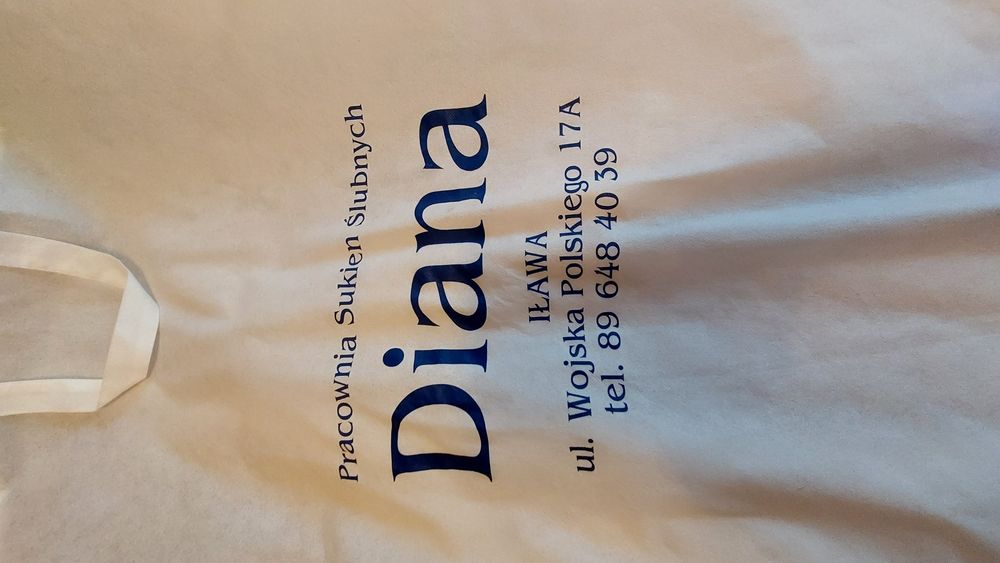 Pracownia Sukien Ślubnych
Diana
IŁAWA
ul. Wojska Polskiego 17A
tel. 89 648 40 39